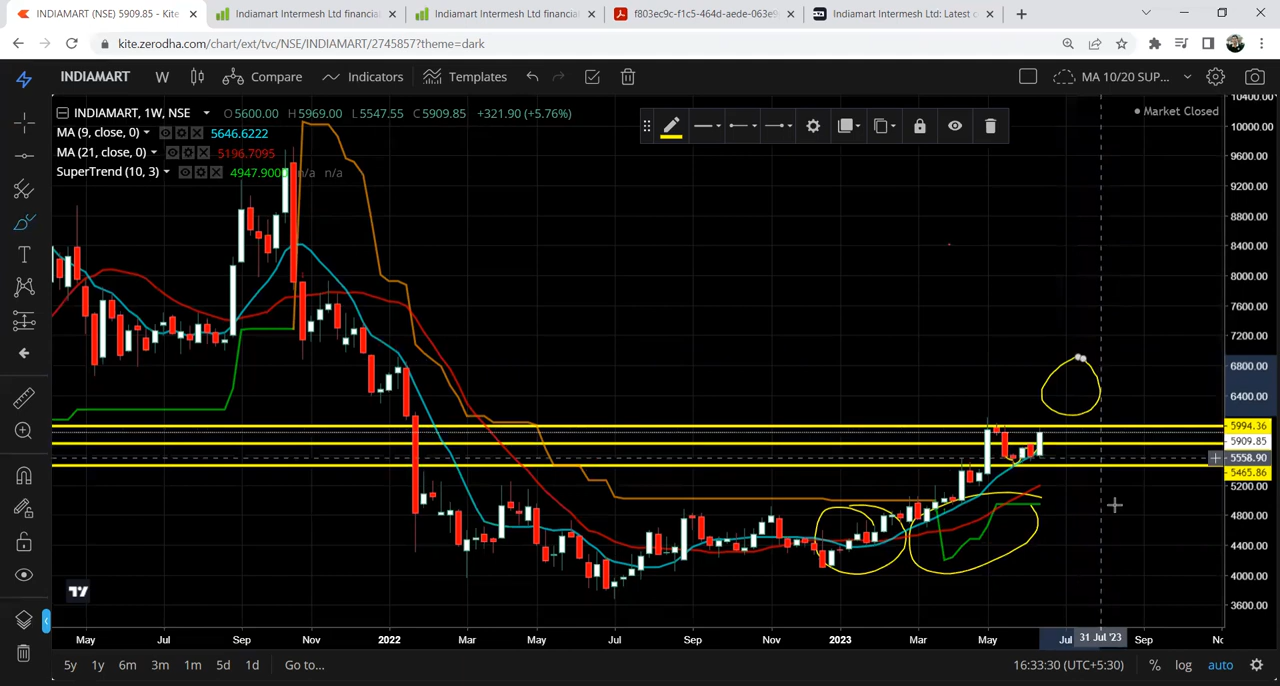 INDIAMART (NSE) 5909.85 - Kite
Indiamart Intermesh Ltd financia
Indiamart Intermesh Ltd financia
f803ec9c-f1c5-464d-aede-063e9
Indiamart Intermesh Ltd: Latest c
kite.zerodha.com/chart/ext/tvc/NSE/INDIAMART/2745857?theme=dark
INDIAMART W Compare Indicators Templates MA 10/20 SUP...
INDIAMART, 1W, NSE O5600.00 H5969.00 L5547.55 C5909.85 +321.90 (+5.76%)
Market Closed
MA (9, close, 0) 5646.6222
MA (21, close, 0) 5196.7095
SuperTrend (10, 3) 4947.9000 n/a n/a
10400.00
10000.00
9600.00
9200.00
8800.00
8400.00
8000.00
7600.00
7200.00
6800.00
6400.00
5994.36
5909.85
5558.90
5465.86
5200.00
4800.00
4400.00
4000.00
3600.00
May Jul Sep Nov 2022 Mar May Jul Sep Nov 2023 Mar May Jul 31 Jul '23 Sep
5y 1y 6m 3m 1m 5d 1d Go to... 16:33:30 (UTC+5:30) % log auto